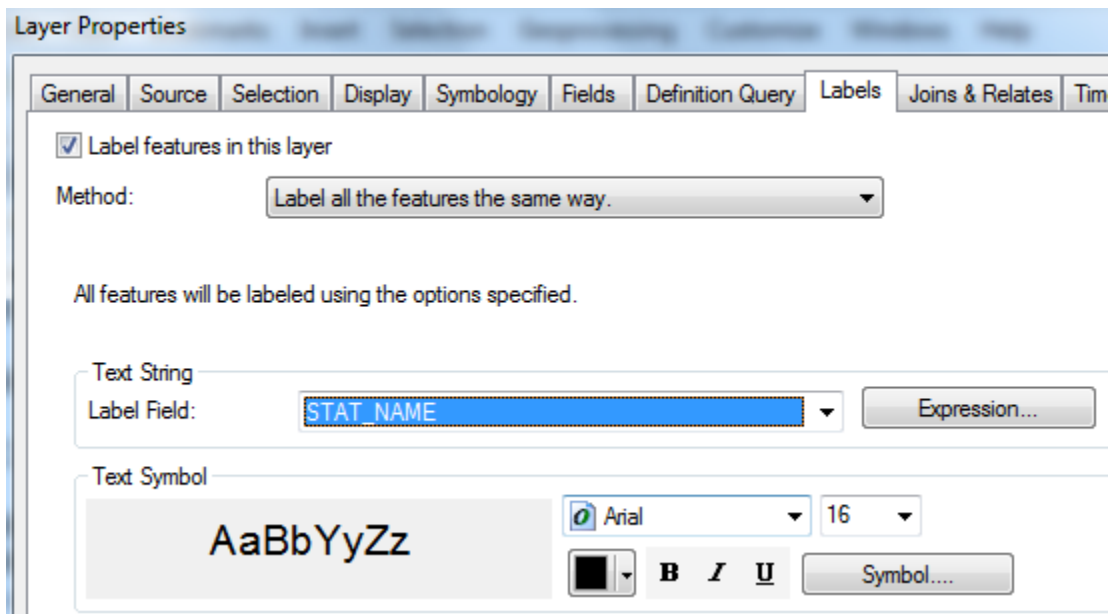 Layer Properties
General Source Selection Display Symbology Fields Definition Query Labels Joins & Relates Tim
Label features in this layer
Method: Label all the features the same way.
All features will be labeled using the options specified.
Text String
Label Field: STAT_NAME Expression...
Text Symbol
AaBbYyZz Arial 16
B I U Symbol....